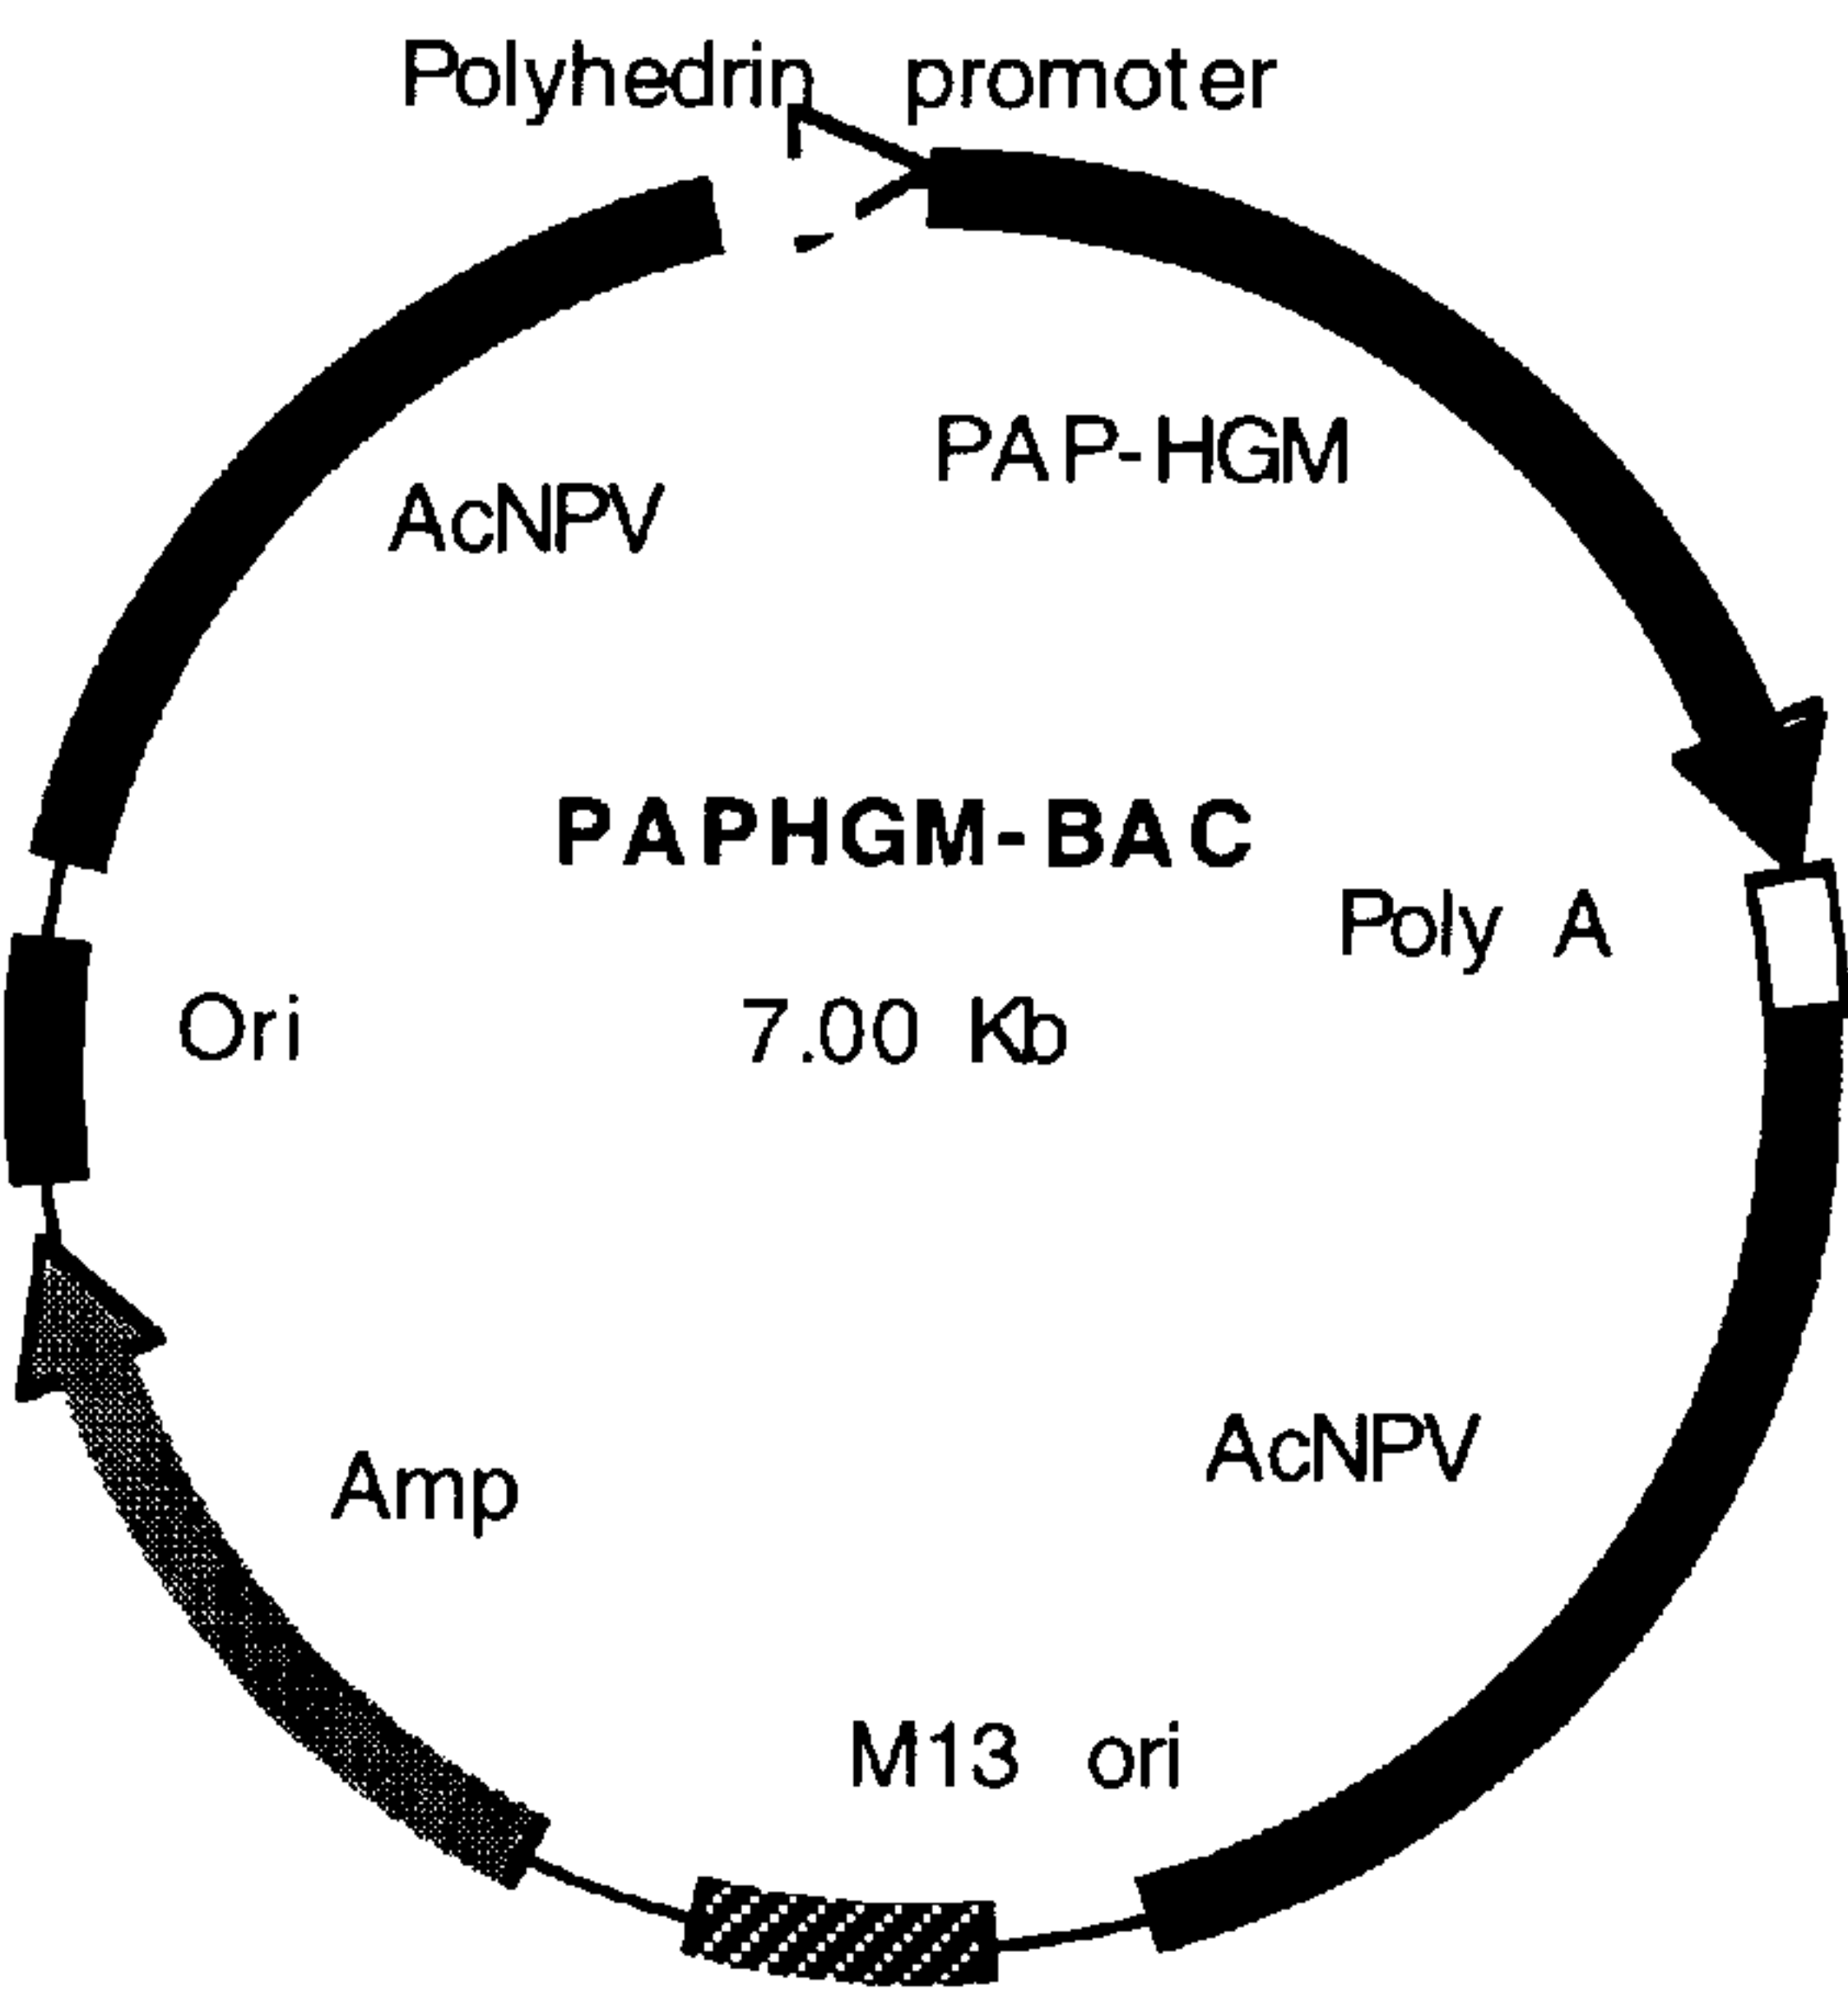 Polyhedrin promoter
PAP-HGM
AcNPV
PAPHGM-BAC
Poly A
Ori
7.00 Kb
AcNPV
Amp
M13 ori